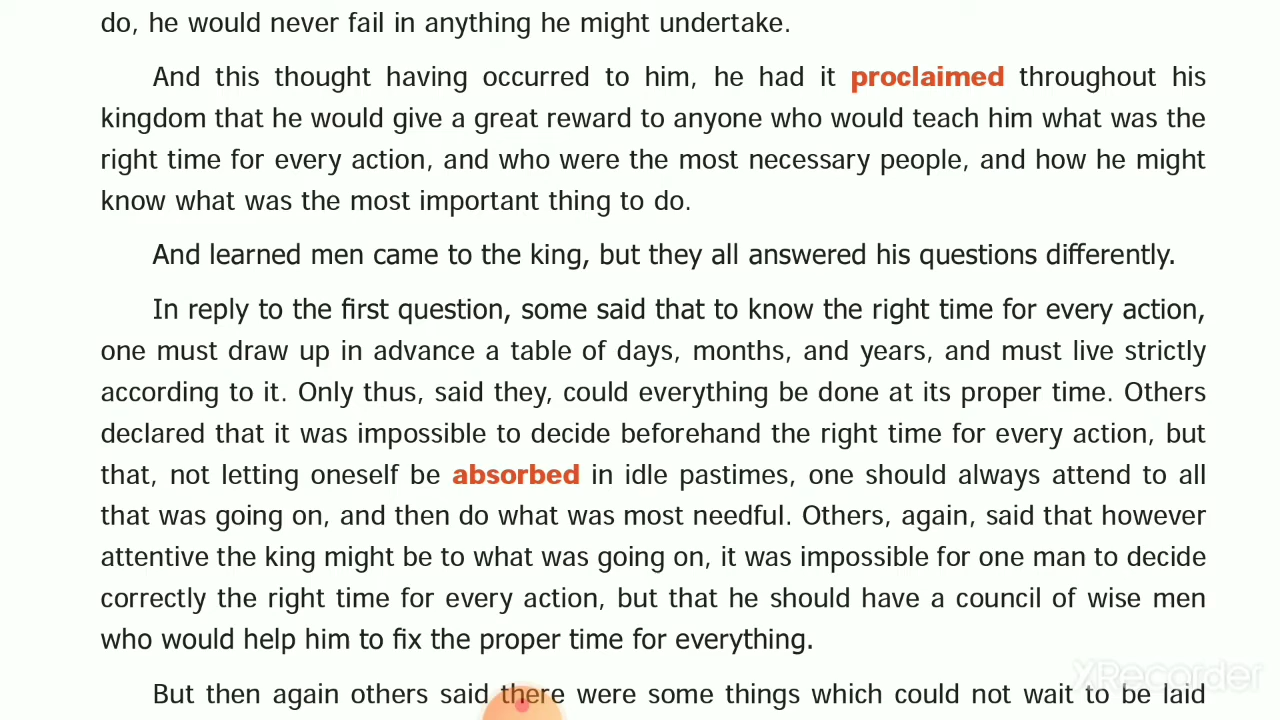 do, he would never fail in anything he might undertake.
And this thought having occurred to him, he had it proclaimed throughout his
kingdom that he would give a great reward to anyone who would teach him what was the
right time for every action, and who were the most necessary people, and how he might
know what was the most important thing to do.
And learned men came to the king, but they all answered his questions differently.
In reply to the first question, some said that to know the right time for every action,
one must draw up in advance a table of days, months, and years, and must live strictly
according to it. Only thus, said they, could everything be done at its proper time. Others
declared that it was impossible to decide beforehand the right time for every action, but
that, not letting oneself be absorbed in idle pastimes, one should always attend to all
that was going on, and then do what was most needful. Others, again, said that however
attentive the king might be to what was going on, it was impossible for one man to decide
correctly the right time for every action, but that he should have a council of wise men
who would help him to fix the proper time for everything.
XRecorder
But then again others said there were some things which could not wait to be laid